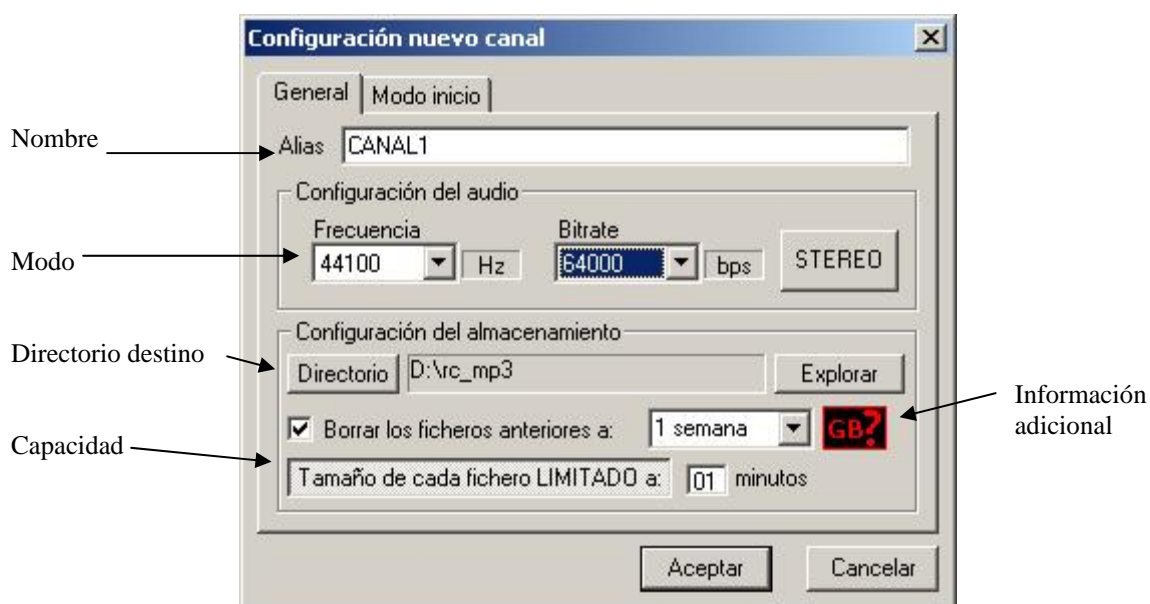 Configuración nuevo canal
General Modo inicio
Nombre
Alias CANAL1
Configuración del audio
Frecuencia Bitrate
Modo
44100 Hz 64000 bps STEREO
Configuración del almacenamiento
Directorio destino
Directorio D:\rc_mp3 Explorar
Información
adicional
Borrar los ficheros anteriores a: 1 semana GB?
Capacidad
Tamaño de cada fichero LIMITADO a: 01 minutos
Aceptar Cancelar